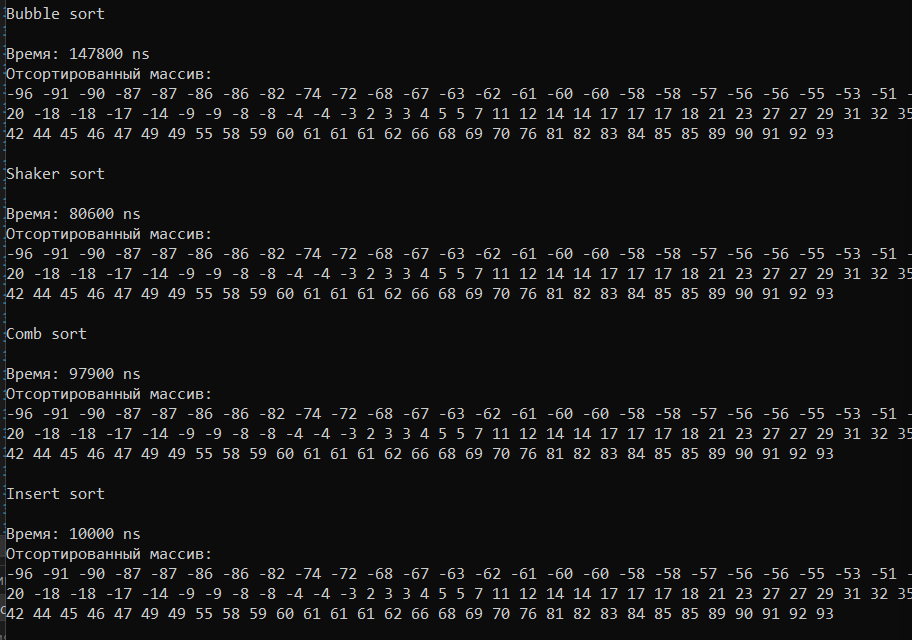 Bubble sort
Время: 147800 ns
Отсортированный массив:
-96 -91 -90 -87 -87 -86 -86 -82 -74 -72 -68 -67 -63 -62 -61 -60 -60 -58 -58 -57 -56 -56 -55 -53 -51 -
20 -18 -18 -17 -14 -9 -9 -8 -8 -4 -4 -3 2 3 3 4 5 5 7 11 12 14 14 17 17 17 18 21 23 27 27 29 31 32 35
42 44 45 46 47 49 49 55 58 59 60 61 61 61 62 66 68 69 70 76 81 82 83 84 85 85 89 90 91 92 93
Shaker sort
Время: 80600 ns
Отсортированный массив:
-96 -91 -90 -87 -87 -86 -86 -82 -74 -72 -68 -67 -63 -62 -61 -60 -60 -58 -58 -57 -56 -56 -55 -53 -51 -
20 -18 -18 -17 -14 -9 -9 -8 -8 -4 -4 -3 2 3 3 4 5 5 7 11 12 14 14 17 17 17 18 21 23 27 27 29 31 32 35
42 44 45 46 47 49 49 55 58 59 60 61 61 61 62 66 68 69 70 76 81 82 83 84 85 85 89 90 91 92 93
Comb sort
Время: 97900 ns
Отсортированный массив:
-96 -91 -90 -87 -87 -86 -86 -82 -74 -72 -68 -67 -63 -62 -61 -60 -60 -58 -58 -57 -56 -56 -55 -53 -51 -
20 -18 -18 -17 -14 -9 -9 -8 -8 -4 -4 -3 2 3 3 4 5 5 7 11 12 14 14 17 17 17 18 21 23 27 27 29 31 32 35
42 44 45 46 47 49 49 55 58 59 60 61 61 61 62 66 68 69 70 76 81 82 83 84 85 85 89 90 91 92 93
Insert sort
Время: 10000 ns
Отсортированный массив:
-96 -91 -90 -87 -87 -86 -86 -82 -74 -72 -68 -67 -63 -62 -61 -60 -60 -58 -58 -57 -56 -56 -55 -53 -51 -
20 -18 -18 -17 -14 -9 -9 -8 -8 -4 -4 -3 2 3 3 4 5 5 7 11 12 14 14 17 17 17 18 21 23 27 27 29 31 32 35
42 44 45 46 47 49 49 55 58 59 60 61 61 61 62 66 68 69 70 76 81 82 83 84 85 85 89 90 91 92 93